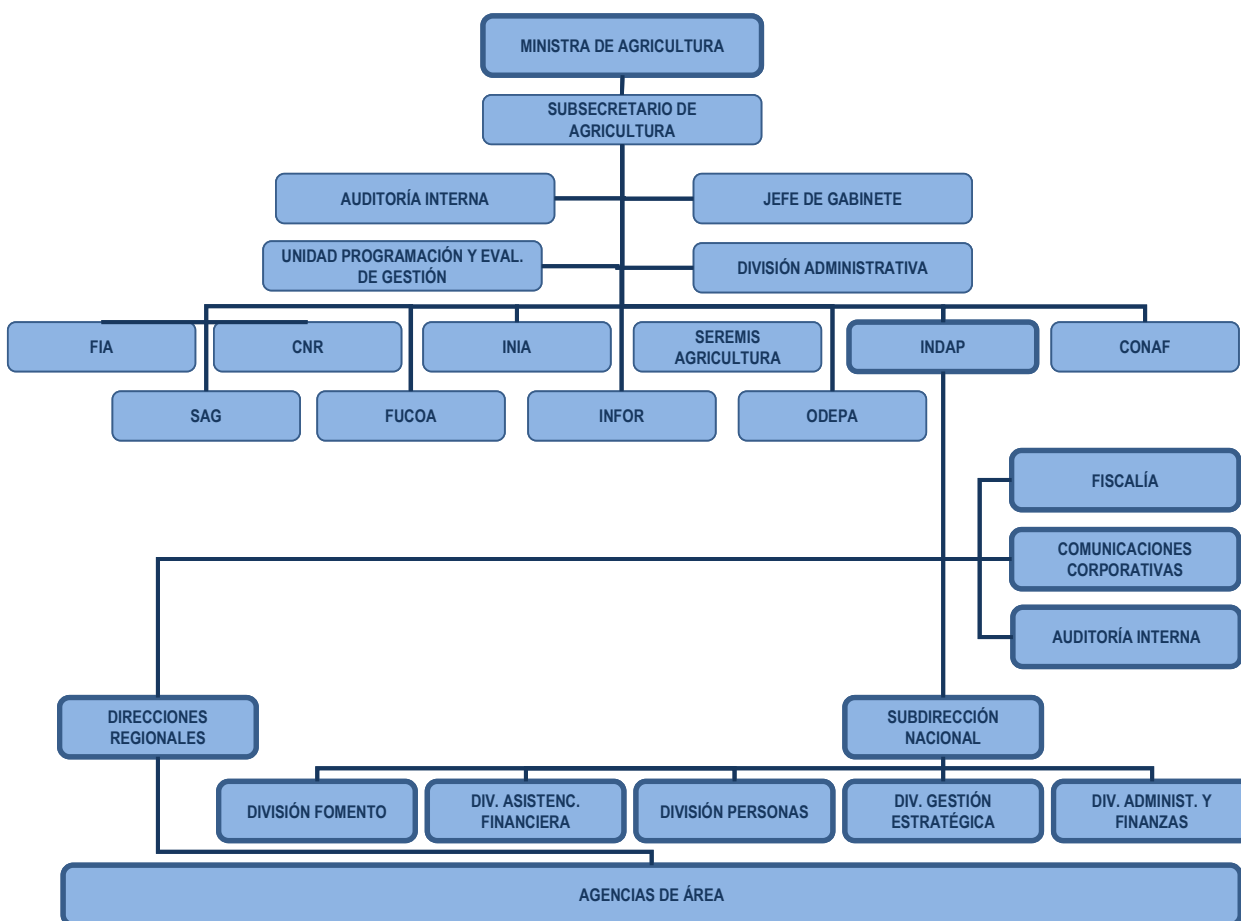 MINISTRA DE AGRICULTURA
SUBSECRETARIO DE
AGRICULTURA
AUDITORÍA INTERNA
JEFE DE GABINETE
UNIDAD PROGRAMACIÓN Y EVAL.
DE GESTIÓN
DIVISIÓN ADMINISTRATIVA
FIA
CNR
INIA
SEREMIS
AGRICULTURA
INDAP
CONAF
SAG
FUCOA
INFOR
ODEPA
FISCALÍA
COMUNICACIONES
CORPORATIVAS
AUDITORÍA INTERNA
DIRECCIONES
REGIONALES
SUBDIRECCIÓN
NACIONAL
DIVISIÓN FOMENTO
DIV. ASISTENC.
FINANCIERA
DIVISIÓN PERSONAS
DIV. GESTIÓN
ESTRATÉGICA
DIV. ADMINIST. Y
FINANZAS
AGENCIAS DE ÁREA